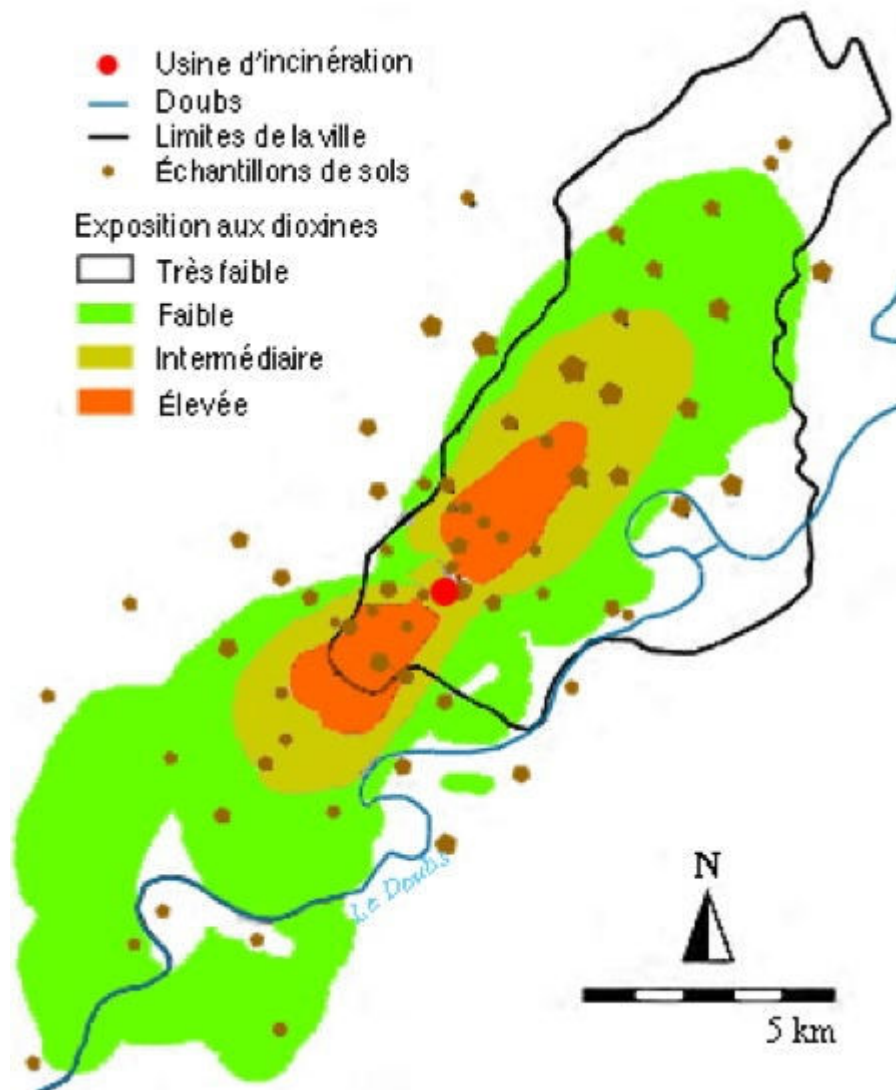 Usine d'incinération
Doubs
Limites de la ville
Échantillons de sols
Exposition aux dioxines
Très faible
Faible
Intermédiaire
Élevée
Le Doubs
N
5 km